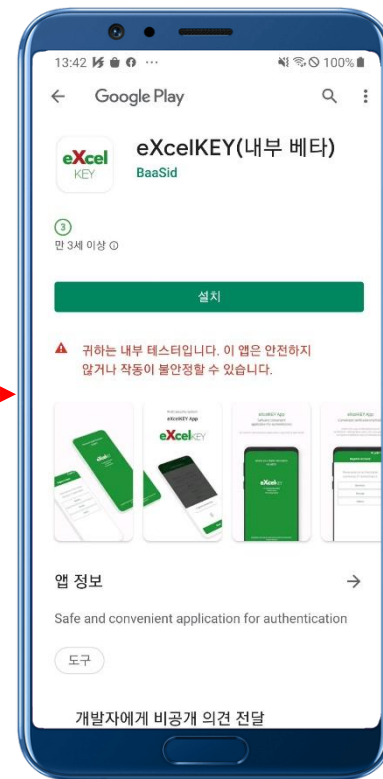 13:42
100%
Google Play
eXcel
KEY
eXcelKEY(내부 베타)
BaaSid
3
만 3세 이상
설치
귀하는 내부 테스터입니다. 이 앱은 안전하지
않거나 작동이 불안정할 수 있습니다.
eXcelKEY App
eXcelKEY
eXcelKEY App
앱 정보
Safe and convenient application for authentication
도구
개발자에게 비공개 의견 전달